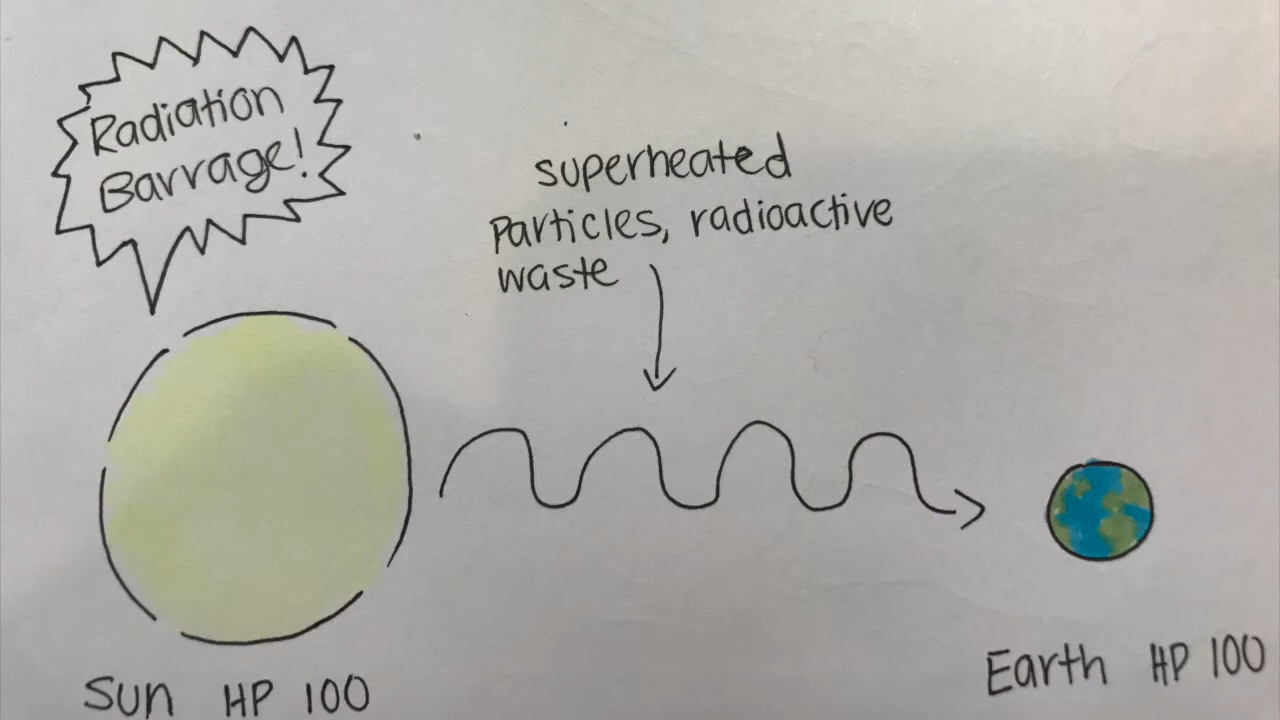 Radiation
Barrage!
superheated
particles, radioactive
waste
Sun HP 100
Earth HP 100